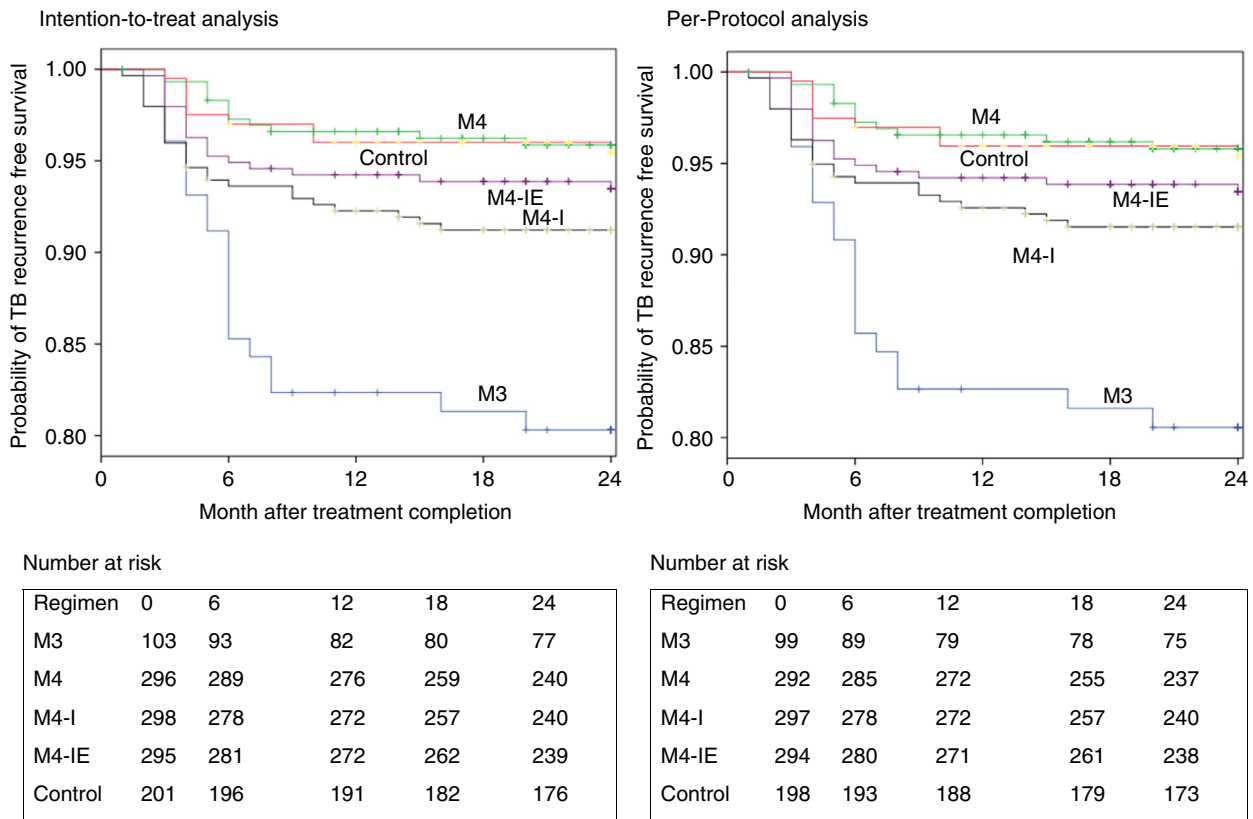 Intention-to-treat analysis
Probability of TB recurrence free survival
1.00
0.95
0.90
0.85
0.80
M4
Control
M4-IE
M4-I
M3
0 6 12 18 24
Month after treatment completion
Number at risk
Regimen 0 6 12 18 24
M3 103 93 82 80 77
M4 296 289 276 259 240
M4-I 298 278 272 257 240
M4-IE 295 281 272 262 239
Control 201 196 191 182 176
Per-Protocol analysis
Probability of TB recurrence free survival
1.00
0.95
0.90
0.85
0.80
M4
Control
M4-IE
M4-I
M3
0 6 12 18 24
Month after treatment completion
Number at risk
Regimen 0 6 12 18 24
M3 99 89 79 78 75
M4 292 285 272 255 237
M4-I 297 278 272 257 240
M4-IE 294 280 271 261 238
Control 198 193 188 179 173